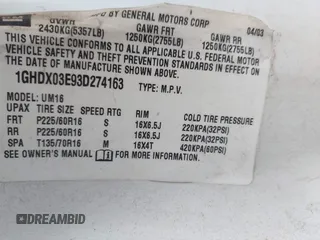 BY GENERAL MOTORS CORP
GVWR GAWR FRT GAWR RR 04/03
2430KG(5357LB) 1250KG(2755LB) 1250KG(2755LB)
THIS VEHICLE CONFORMS TO ALL APPLICABLE U.S. FEDERAL
MOTOR VEHICLE SAFETY, BUMPER, AND THEFT PREVENTION
STANDARDS IN EFFECT ON THE DATE OF MANUFACTURE
SHOWN ABOVE.
1GHDX03E93D274163 TYPE: M.P.V.
MODEL: UM16
UPAX TIRE SIZE SPEED RTG RIM COLD TIRE PRESSURE
FRT P225/60R16 S 16X6.5J 220KPA(32PSI)
RR P225/60R16 S 16X6.5J 220KPA(32PSI)
SPA T135/70R16 M 16X4T 420KPA(60PSI)
SEE OWNER'S MANUAL FOR MORE INFORMATION
DREAMBID